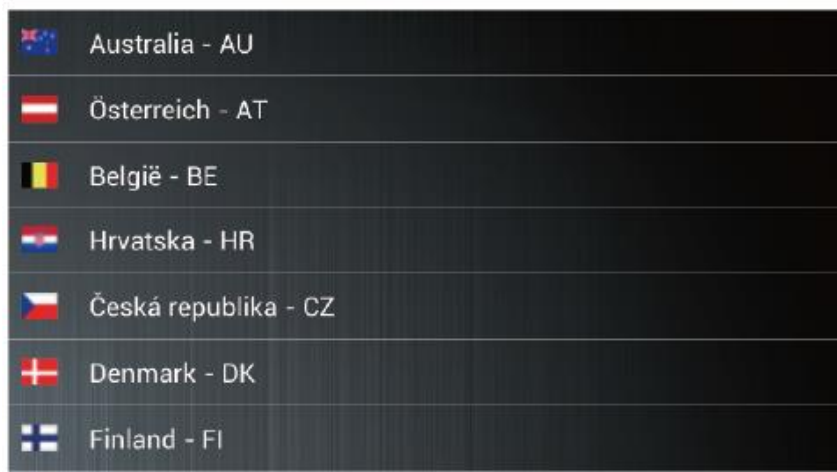 Australia - AU
Österreich - AT
België - BE
Hrvatska - HR
Česká republika - CZ
Denmark - DK
Finland - FI